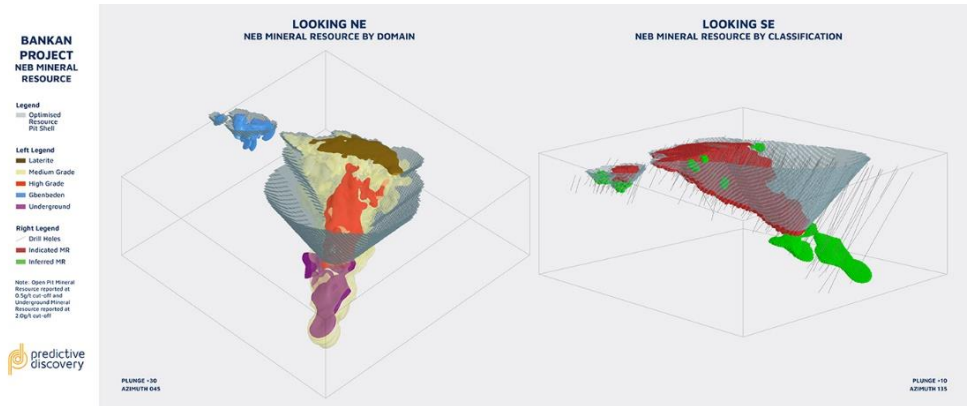 BANKAN
PROJECT
NEB MINERAL
RESOURCE
Legend
Optimised
Resource
Pit Shell
Left Legend
Laterite
Medium Grade
High Grade
Gbenbeden
Underground
Right Legend
Drill Holes
Indicated MR
Inferred MR
Note: Open Pit Mineral
Resource reported at
0.5g/t cut-off and
Underground Mineral
Resource reported at
2.0g/t cut-off
predictive
discovery
LOOKING NE
NEB MINERAL RESOURCE BY DOMAIN
PLUNGE +30
AZIMUTH 045
LOOKING SE
NEB MINERAL RESOURCE BY CLASSIFICATION
PLUNGE +10
AZIMUTH 135